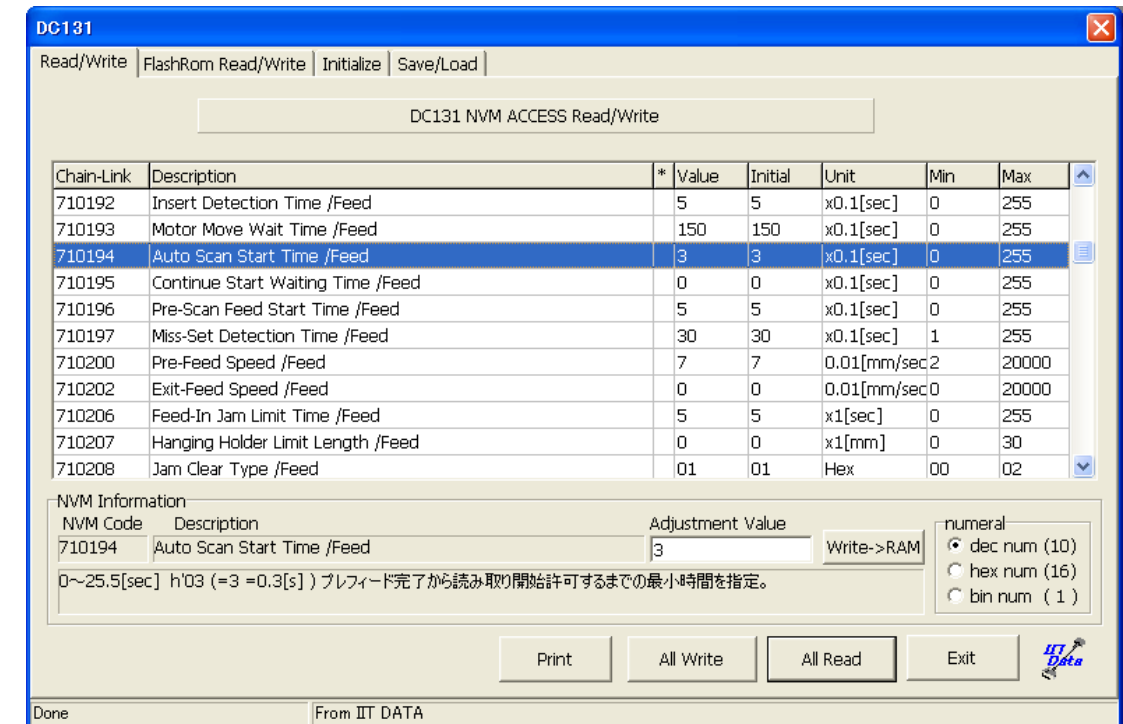 DC131
Read/Write FlashRom Read/Write Initialize Save/Load
DC131 NVM ACCESS Read/Write
Chain-Link Description * Value Initial Unit Min Max
710192 Insert Detection Time /Feed 5 5 x0.1[sec] 0 255
710193 Motor Move Wait Time /Feed 150 150 x0.1[sec] 0 255
710194 Auto Scan Start Time /Feed 3 3 x0.1[sec] 0 255
710195 Continue Start Waiting Time /Feed 0 0 x0.1[sec] 0 255
710196 Pre-Scan Feed Start Time /Feed 5 5 x0.1[sec] 0 255
710197 Miss-Set Detection Time /Feed 30 30 x0.1[sec] 1 255
710200 Pre-Feed Speed /Feed 7 7 0.01[mm/sec 2 20000
710202 Exit-Feed Speed /Feed 0 0 0.01[mm/sec 0 20000
710206 Feed-In Jam Limit Time /Feed 5 5 x1[sec] 0 255
710207 Hanging Holder Limit Length /Feed 0 0 x1[mm] 0 30
710208 Jam Clear Type /Feed 01 01 Hex 00 02
NVM Information
NVM Code Description Adjustment Value numeral
710194 Auto Scan Start Time /Feed 3 Write->RAM dec num (10)
0～25.5[sec] h'03 (=3 =0.3[s] ) プレフィード完了から読み取り開始許可するまでの最小時間を指定。 hex num (16)
bin num ( 1 )
Print All Write All Read Exit IIT Data
Done From IIT DATA